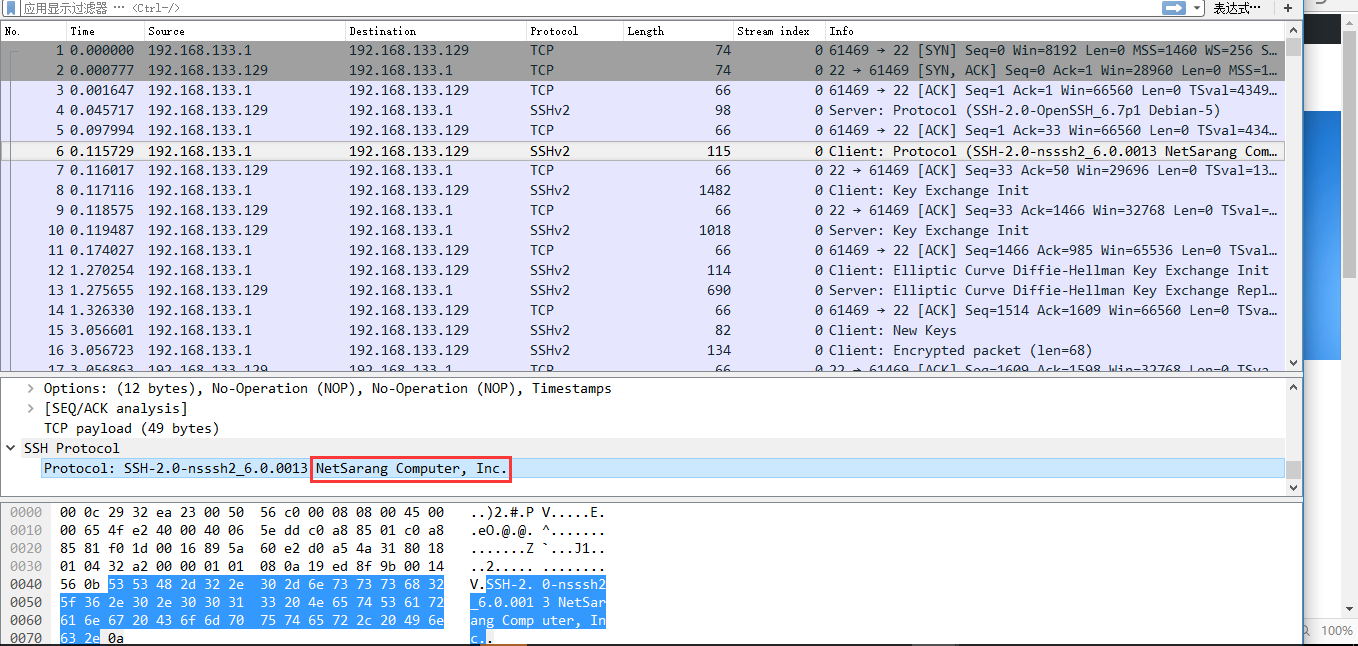 应用显示过滤器 … <Ctrl-/> 表达式… +
No. Time Source Destination Protocol Length Stream index Info
1 0.000000 192.168.133.1 192.168.133.129 TCP 74 0 61469 → 22 [SYN] Seq=0 Win=8192 Len=0 MSS=1460 WS=256 S…
2 0.000777 192.168.133.129 192.168.133.1 TCP 74 0 22 → 61469 [SYN, ACK] Seq=0 Ack=1 Win=28960 Len=0 MSS=1…
3 0.001647 192.168.133.1 192.168.133.129 TCP 66 0 61469 → 22 [ACK] Seq=1 Ack=1 Win=66560 Len=0 TSval=4349…
4 0.045717 192.168.133.129 192.168.133.1 SSHv2 98 0 Server: Protocol (SSH-2.0-OpenSSH_6.7p1 Debian-5)
5 0.097994 192.168.133.1 192.168.133.129 TCP 66 0 61469 → 22 [ACK] Seq=1 Ack=33 Win=66560 Len=0 TSval=434…
6 0.115729 192.168.133.1 192.168.133.129 SSHv2 115 0 Client: Protocol (SSH-2.0-nsssh2_6.0.0013 NetSarang Com…
7 0.116017 192.168.133.129 192.168.133.1 TCP 66 0 22 → 61469 [ACK] Seq=33 Ack=50 Win=29696 Len=0 TSval=13…
8 0.117116 192.168.133.1 192.168.133.129 SSHv2 1482 0 Client: Key Exchange Init
9 0.118575 192.168.133.129 192.168.133.1 TCP 66 0 22 → 61469 [ACK] Seq=33 Ack=1466 Win=32768 Len=0 TSval=…
10 0.119487 192.168.133.129 192.168.133.1 SSHv2 1018 0 Server: Key Exchange Init
11 0.174027 192.168.133.1 192.168.133.129 TCP 66 0 61469 → 22 [ACK] Seq=1466 Ack=985 Win=65536 Len=0 TSval…
12 1.270254 192.168.133.1 192.168.133.129 SSHv2 114 0 Client: Elliptic Curve Diffie-Hellman Key Exchange Init
13 1.275655 192.168.133.129 192.168.133.1 SSHv2 690 0 Server: Elliptic Curve Diffie-Hellman Key Exchange Repl…
14 1.326330 192.168.133.1 192.168.133.129 TCP 66 0 61469 → 22 [ACK] Seq=1514 Ack=1609 Win=66560 Len=0 TSva…
15 3.056601 192.168.133.1 192.168.133.129 SSHv2 82 0 Client: New Keys
16 3.056723 192.168.133.1 192.168.133.129 SSHv2 134 0 Client: Encrypted packet (len=68)
17 3.056863 192.168.133.129 192.168.133.1 TCP 66 0 22 → 61469 [ACK] Seq=1609 Ack=1598 Win=32768 Len=0 TSva…
Options: (12 bytes), No-Operation (NOP), No-Operation (NOP), Timestamps
[SEQ/ACK analysis]
TCP payload (49 bytes)
SSH Protocol
Protocol: SSH-2.0-nsssh2_6.0.0013 NetSarang Computer, Inc.
0000 00 0c 29 32 ea 23 00 50 56 c0 00 08 08 00 45 00 ..)2.#.P V.....E.
0010 00 65 4f e2 40 00 40 06 5e dd c0 a8 85 01 c0 a8 .eO.@.@. ^.......
0020 85 81 f0 1d 00 16 89 5a 60 e2 d0 a5 4a 31 80 18 .......Z `...J1..
0030 01 04 32 a2 00 00 01 01 08 0a 19 ed 8f 9b 00 14 ..2..... ........
0040 56 0b 53 53 48 2d 32 2e 30 2d 6e 73 73 73 68 32 V.SSH-2. 0-nsssh2
0050 5f 36 2e 30 2e 30 30 31 33 20 4e 65 74 53 61 72 _6.0.001 3 NetSar
0060 61 6e 67 20 43 6f 6d 70 75 74 65 72 2c 20 49 6e ang Comp uter, In
0070 63 2e 0a c..
100%